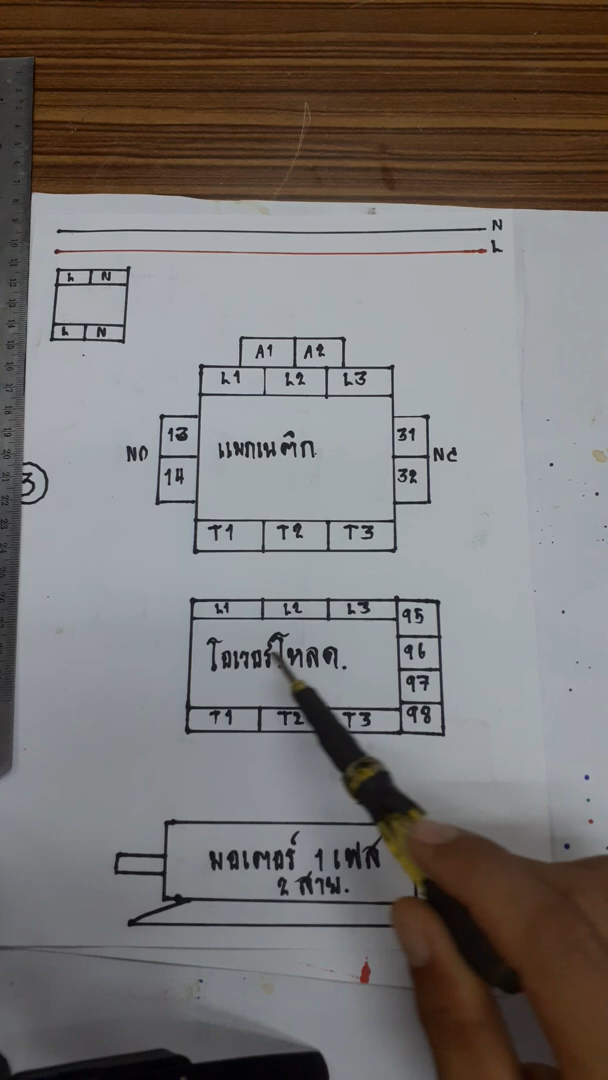 N
L
L N
L N
A1 A2
L1 L2 L3
13 31
NO แมกเนติก NC
14 32
T1 T2 T3
3
L1 L2 L3 95
โอเวอร์โหลด. 96
97
T1 T2 T3 98
มอเตอร์ 1 เฟส
2 สาย.